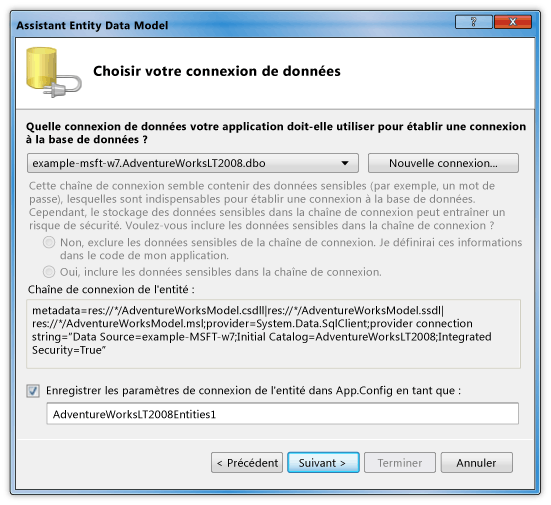 Assistant Entity Data Model
?
X
Choisir votre connexion de données
Quelle connexion de données votre application doit-elle utiliser pour établir une connexion
à la base de données ?
example-msft-w7.AdventureWorksLT2008.dbo
Nouvelle connexion...
Cette chaîne de connexion semble contenir des données sensibles (par exemple, un mot de
passe), lesquelles sont indispensables pour établir une connexion à la base de données.
Cependant, le stockage des données sensibles dans la chaîne de connexion peut entraîner un
risque de sécurité. Voulez-vous inclure les données sensibles dans la chaîne de connexion ?
Non, exclure les données sensibles de la chaîne de connexion. Je définirai ces informations
dans le code de mon application.
Oui, inclure les données sensibles dans la chaîne de connexion.
Chaîne de connexion de l'entité :
metadata=res://*/AdventureWorksModel.csdll|res://*/AdventureWorksModel.ssdl|
res://*/AdventureWorksModel.msl;provider=System.Data.SqlClient;provider connection
string="Data Source=example-MSFT-w7;Initial Catalog=AdventureWorksLT2008;Integrated
Security=True"
Enregistrer les paramètres de connexion de l'entité dans App.Config en tant que :
AdventureWorksLT2008Entities1
< Précédent
Suivant >
Terminer
Annuler